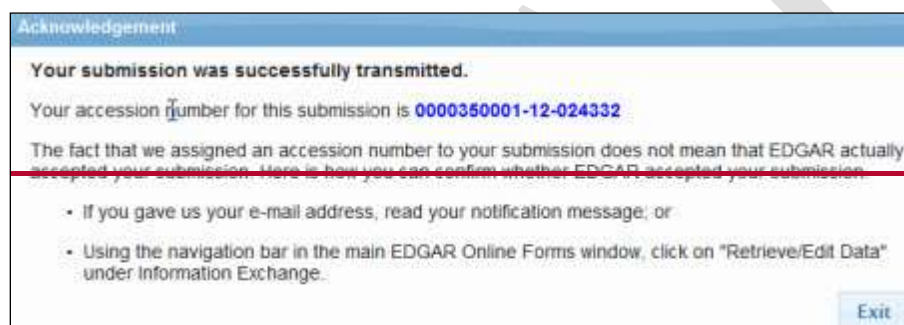 Acknowledgement
Your submission was successfully transmitted.
Your accession number for this submission is 0000350001-12-024332
The fact that we assigned an accession number to your submission does not mean that EDGAR actually
accepted your submission. Here is how you can confirm whether EDGAR accepted your submission.
• If you gave us your e-mail address, read your notification message; or
• Using the navigation bar in the main EDGAR Online Forms window, click on "Retrieve/Edit Data"
under Information Exchange.
Exit